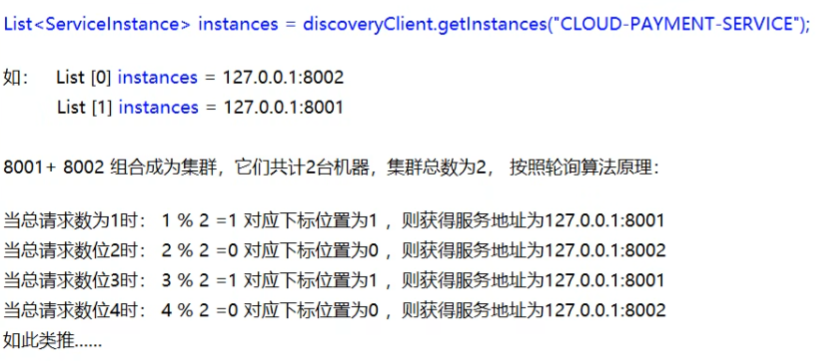 List<ServiceInstance> instances = discoveryClient.getInstances("CLOUD-PAYMENT-SERVICE");
如： List [0] instances = 127.0.0.1:8002
List [1] instances = 127.0.0.1:8001
8001+ 8002 组合成为集群，它们共计2台机器，集群总数为2， 按照轮询算法原理：
当总请求数为1时： 1 % 2 =1 对应下标位置为1 ，则获得服务地址为127.0.0.1:8001
当总请求数位2时： 2 % 2 =0 对应下标位置为0 ，则获得服务地址为127.0.0.1:8002
当总请求数位3时： 3 % 2 =1 对应下标位置为1 ，则获得服务地址为127.0.0.1:8001
当总请求数位4时： 4 % 2 =0 对应下标位置为0 ，则获得服务地址为127.0.0.1:8002
如此类推......